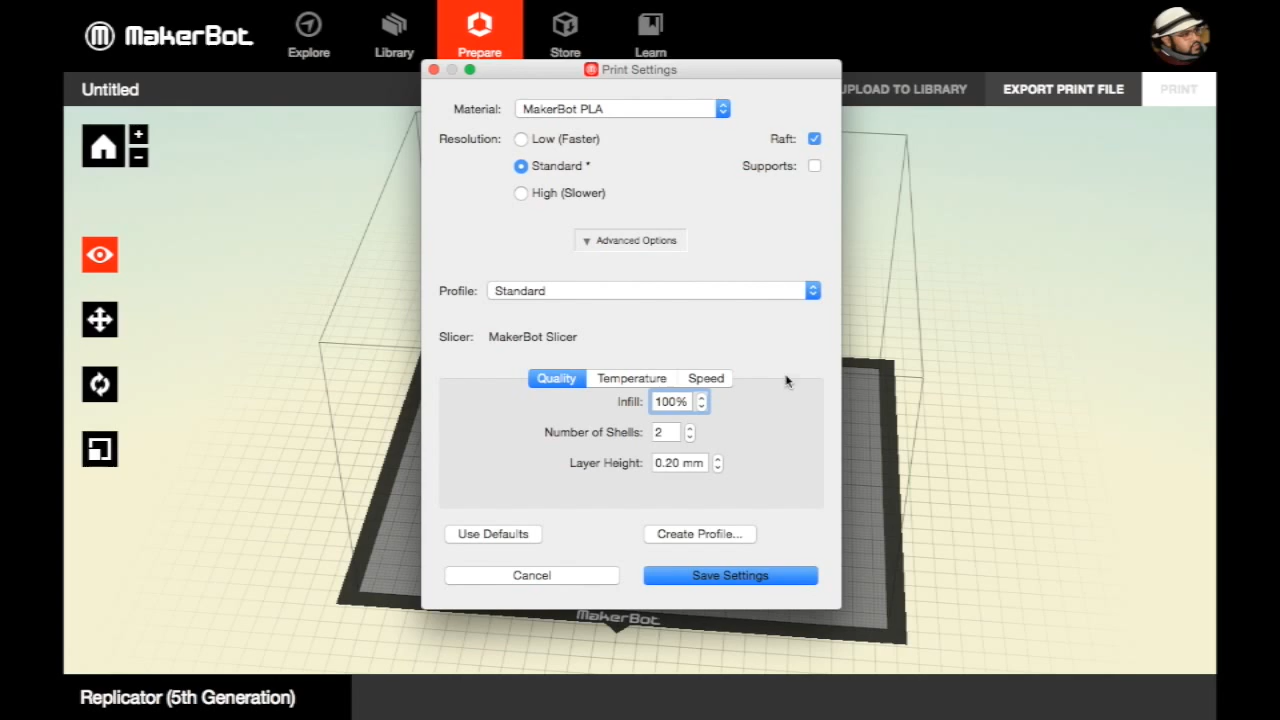 MakerBot
Explore
Library
Prepare
Store
Learn
Print Settings
Untitled
UPLOAD TO LIBRARY
EXPORT PRINT FILE
PRINT
Material: MakerBot PLA
Resolution: Low (Faster)
Raft:
Standard *
Supports:
High (Slower)
Advanced Options
Profile: Standard
Slicer: MakerBot Slicer
Quality Temperature Speed
Infill: 100%
Number of Shells: 2
Layer Height: 0.20 mm
Use Defaults
Create Profile...
Cancel
Save Settings
MakerBot
Replicator (5th Generation)